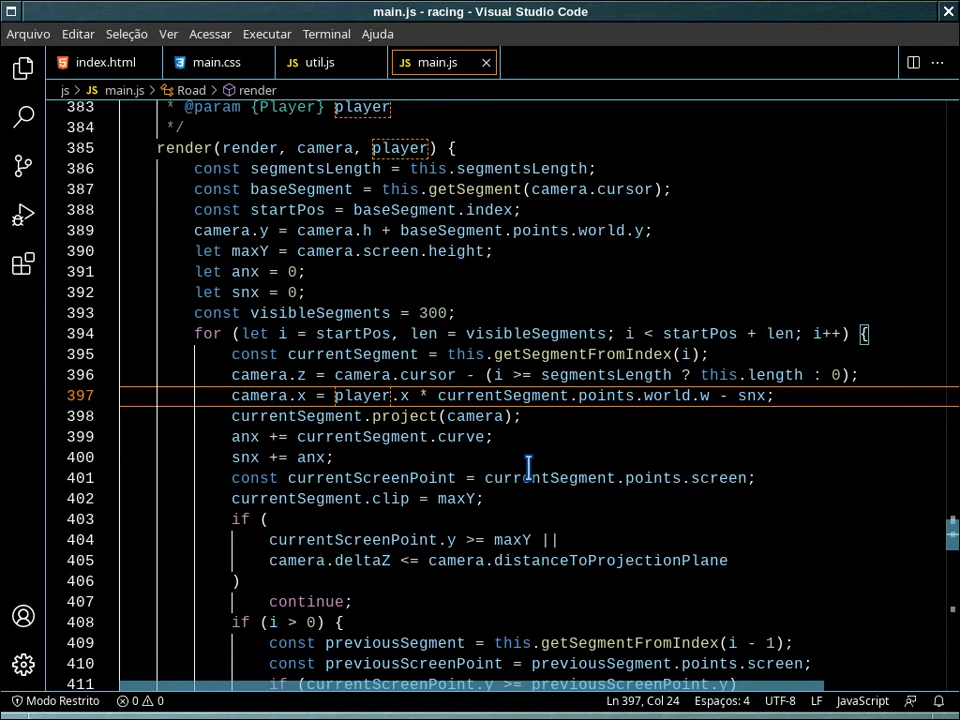 main.js - racing - Visual Studio Code
Arquivo Editar Seleção Ver Acessar Executar Terminal Ajuda
index.html main.css JS util.js JS main.js
js > JS main.js > Road > render
383 * @param {Player} player
384 */
385 render(render, camera, player) {
386 const segmentsLength = this.segmentsLength;
387 const baseSegment = this.getSegment(camera.cursor);
388 const startPos = baseSegment.index;
389 camera.y = camera.h + baseSegment.points.world.y;
390 let maxY = camera.screen.height;
391 let anx = 0;
392 let snx = 0;
393 const visibleSegments = 300;
394 for (let i = startPos, len = visibleSegments; i < startPos + len; i++) {
395 const currentSegment = this.getSegmentFromIndex(i);
396 camera.z = camera.cursor - (i >= segmentsLength ? this.length : 0);
397 camera.x = player.x * currentSegment.points.world.w - snx;
398 currentSegment.project(camera);
399 anx += currentSegment.curve;
400 snx += anx;
401 const currentScreenPoint = currentSegment.points.screen;
402 currentSegment.clip = maxY;
403 if (
404 currentScreenPoint.y >= maxY ||
405 camera.deltaZ <= camera.distanceToProjectionPlane
406 )
407 continue;
408 if (i > 0) {
409 const previousSegment = this.getSegmentFromIndex(i - 1);
410 const previousScreenPoint = previousSegment.points.screen;
411 if (currentScreenPoint.y >= previousScreenPoint.y)
Modo Restrito 0 0 Ln 397, Col 24 Espaços: 4 UTF-8 LF JavaScript